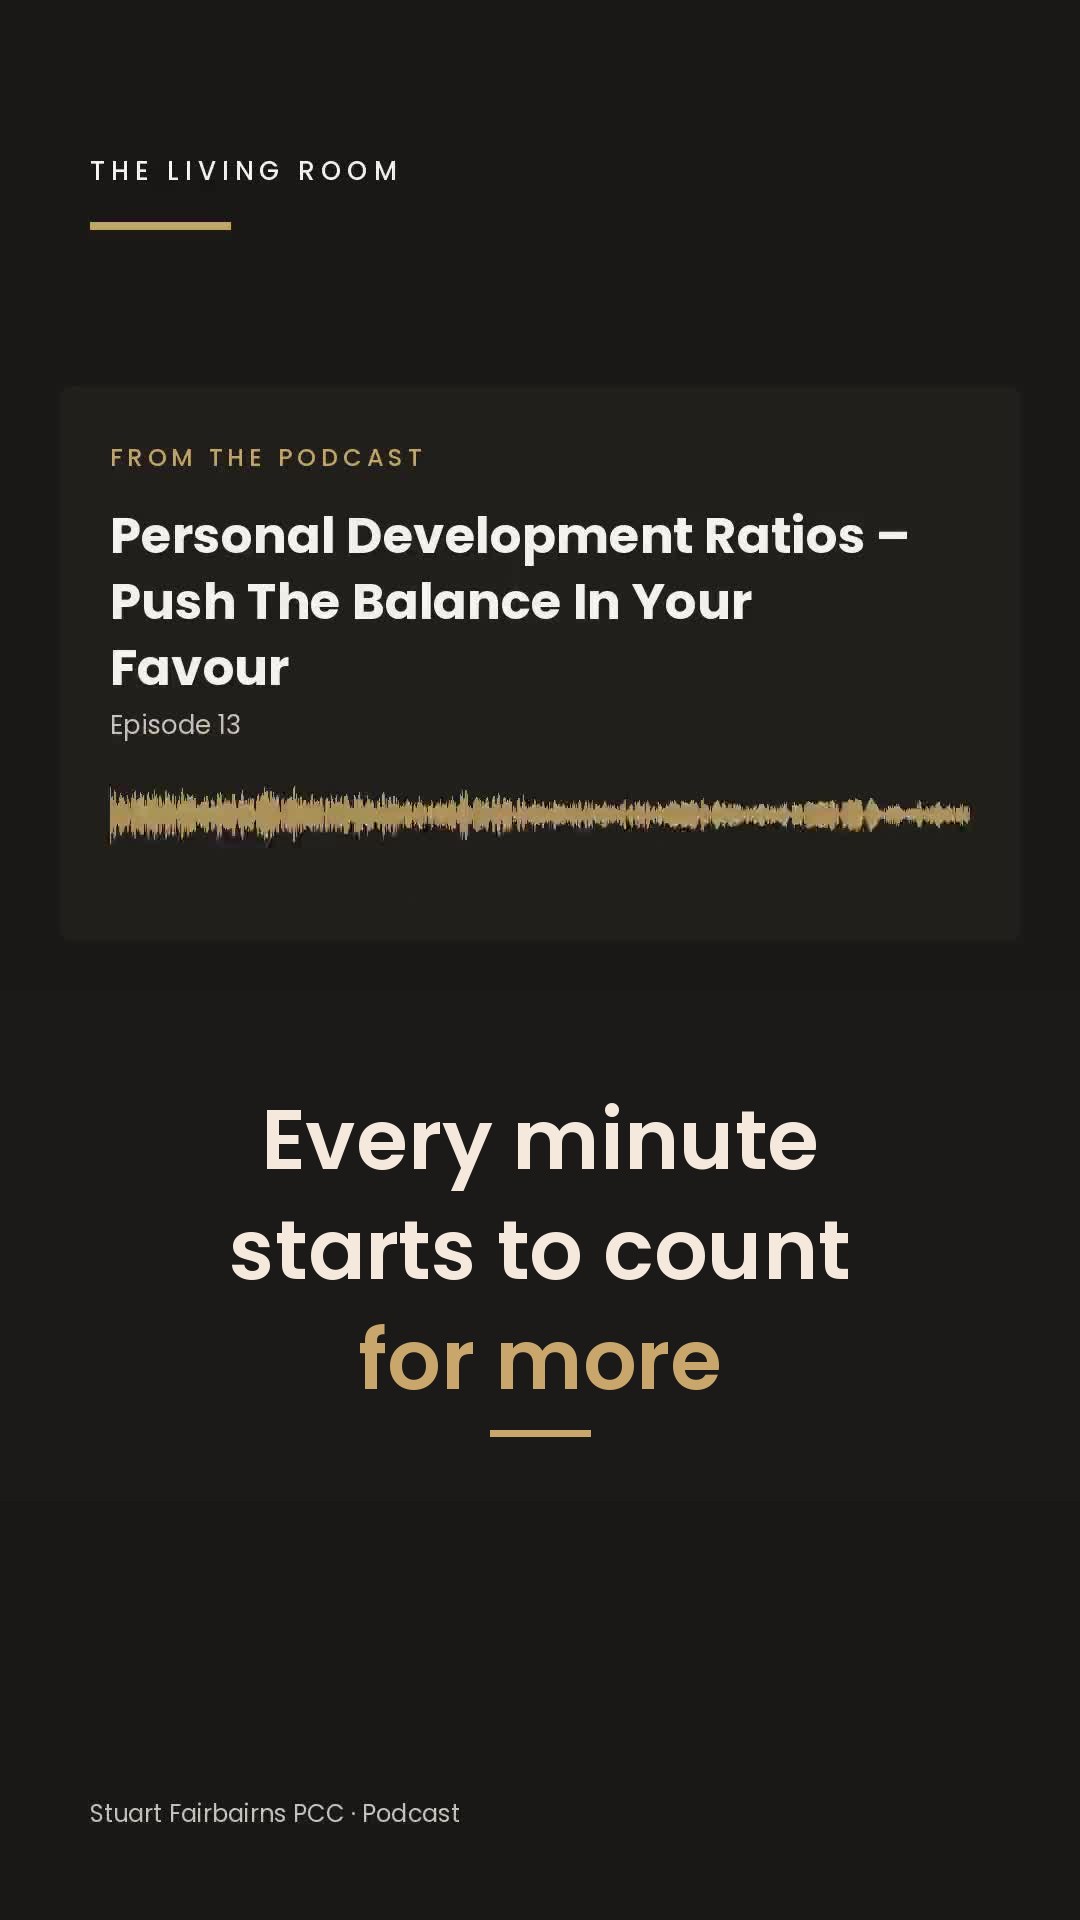 THE LIVING ROOM
FROM THE PODCAST
Personal Development Ratios –
Push The Balance In Your
Favour
Episode 13
Every minute
starts to count
for more
Stuart Fairbairns PCC · Podcast